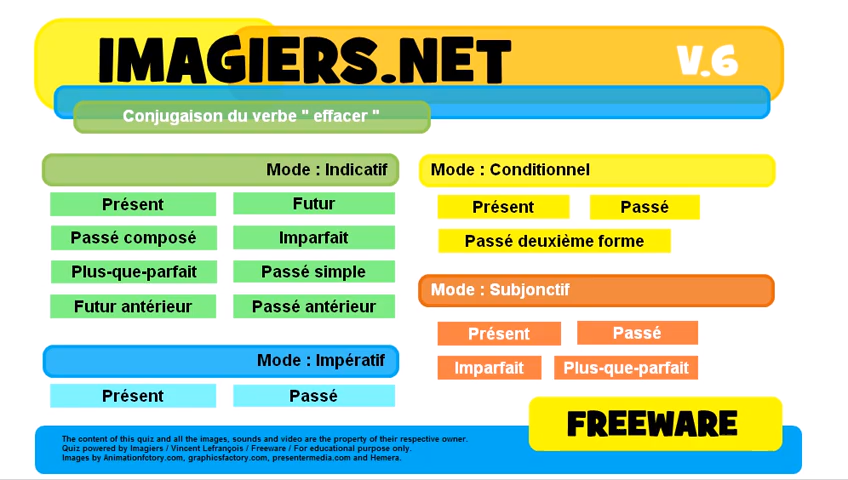 IMAGIERS.NET
V.6
Conjugaison du verbe " effacer "
Mode : Indicatif
Présent
Futur
Passé composé
Imparfait
Plus-que-parfait
Passé simple
Futur antérieur
Passé antérieur
Mode : Impératif
Présent
Passé
Mode : Conditionnel
Présent
Passé
Passé deuxième forme
Mode : Subjonctif
Présent
Passé
Imparfait
Plus-que-parfait
FREEWARE
The content of this quiz and all the images, sounds and video are the property of their respective owner.
Quiz powered by Imagiers / Vincent Lefrançois / Freeware / For educational purpose only.
Images by Animationfctory.com, graphicsfactory.com, presentermedia.com and Hemera.